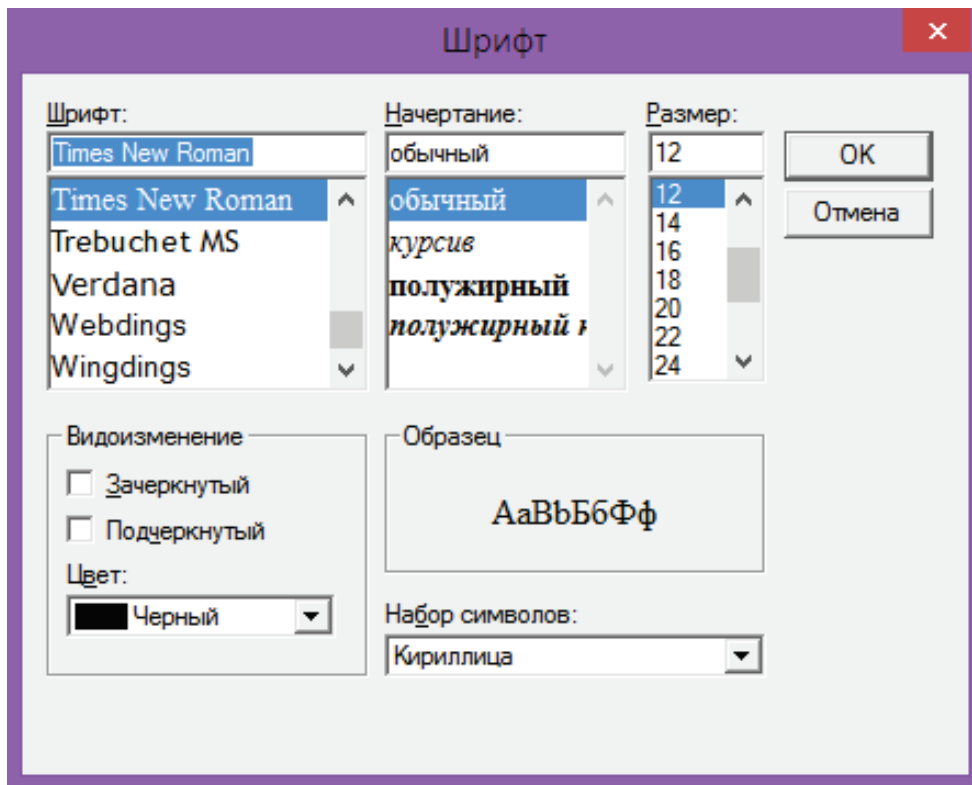 Шрифт
Шрифт:
Times New Roman
Times New Roman
Trebuchet MS
Verdana
Webdings
Wingdings
Начертание:
обычный
обычный
курсив
полужирный
полужирный
Размер:
12
12
14
16
18
20
22
24
OK
Отмена
Видоизменение
Зачеркнутый
Подчеркнутый
Цвет:
Черный
Образец
АаВbБбФф
Набор символов:
Кириллица